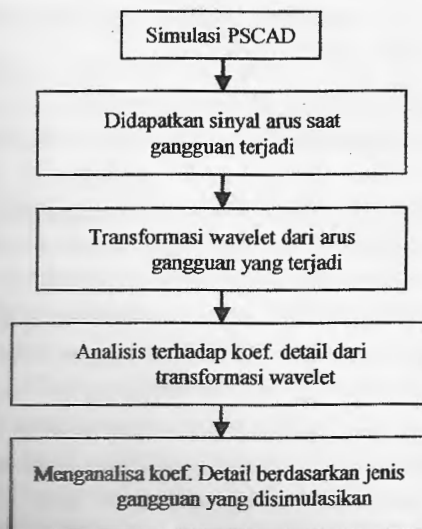 Simulasi PSCAD
Didapatkan sinyal arus saat
gangguan terjadi
Transformasi wavelet dari arus
gangguan yang terjadi
Analisis terhadap koef. detail dari
transformasi wavelet
Menganalisa koef. Detail berdasarkan jenis
gangguan yang disimulasikan